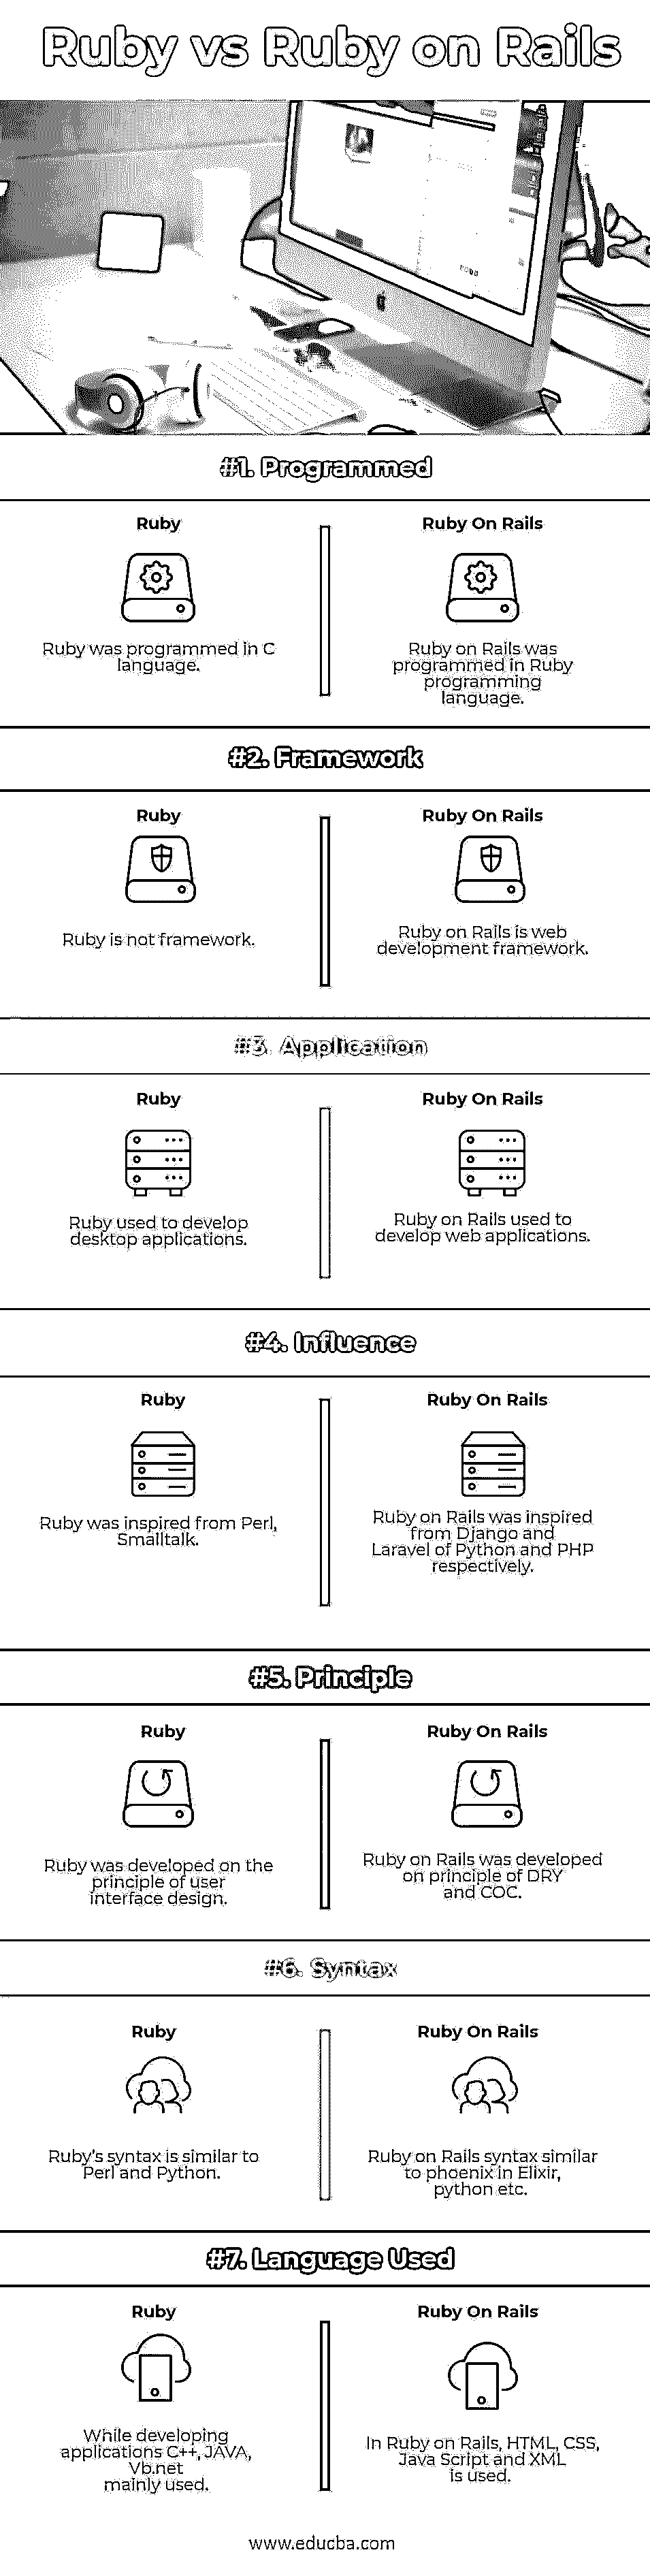 Ruby vs Ruby on Rails
#1. Programmed
Ruby
Ruby was programmed in C
language.
Ruby On Rails
Ruby on Rails was
programmed in Ruby
programming
language.
#2. Framework
Ruby
Ruby is not framework.
Ruby On Rails
Ruby on Rails is web
development framework.
#3. Application
Ruby
Ruby used to develop
desktop applications.
Ruby On Rails
Ruby on Rails used to
develop web applications.
#4. Influence
Ruby
Ruby was inspired from Perl,
Smalltalk.
Ruby On Rails
Ruby on Rails was inspired
from Django and
Laravel of Python and PHP
respectively.
#5. Principle
Ruby
Ruby was developed on the
principle of user
interface design.
Ruby On Rails
Ruby on Rails was developed
on principle of DRY
and COC.
#6. Syntax
Ruby
Ruby's syntax is similar to
Perl and Python.
Ruby On Rails
Ruby on Rails syntax similar
to phoenix in Elixir,
python etc.
#7. Language Used
Ruby
While developing
applications C++, JAVA,
Vb.net
mainly used.
Ruby On Rails
In Ruby on Rails, HTML, CSS,
Java Script and XML
is used.
www.educba.com